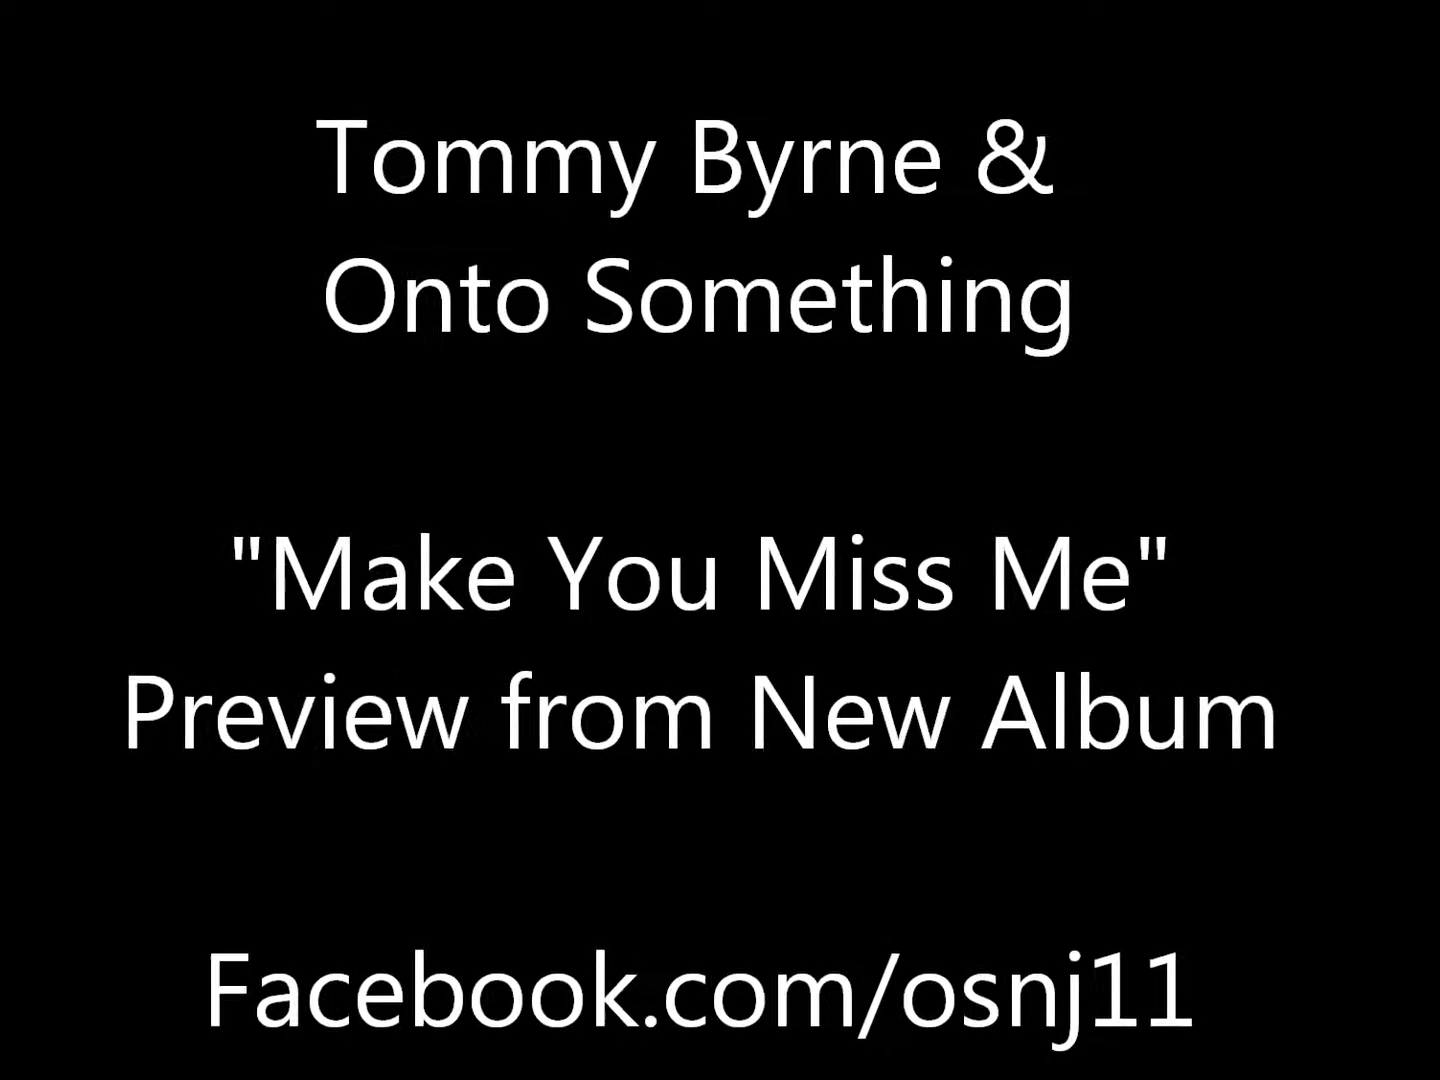 Tommy Byrne &
Onto Something
"Make You Miss Me"
Preview from New Album
Facebook.com/osnj11